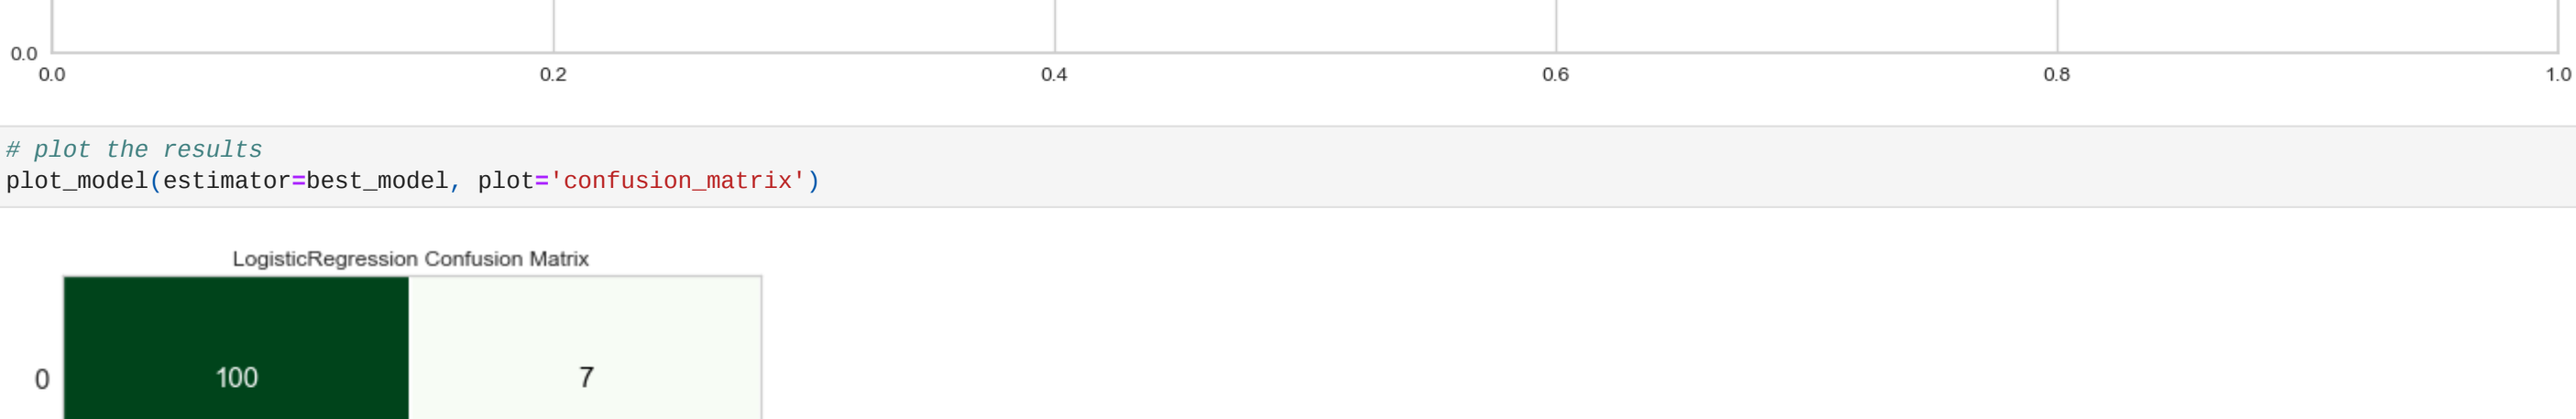 0.0
0.0 0.2 0.4 0.6 0.8 1.0
# plot the results
plot_model(estimator=best_model, plot='confusion_matrix')
LogisticRegression Confusion Matrix
0 100 7